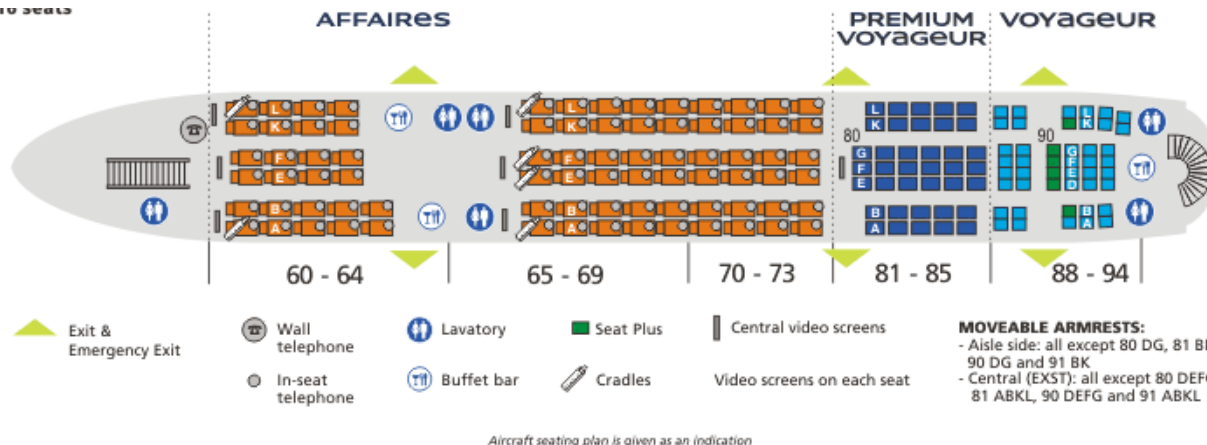 seats
AFFAIRES
PREMIUM VOYAGEUR
VOYAGEUR
L
K
F
E
B
A
L
K
F
E
B
A
80
L
K
G
F
E
B
A
90
L
K
G
F
E
D
B
A
60 - 64
65 - 69
70 - 73
81 - 85
88 - 94
Exit &
Emergency Exit
Wall
telephone
In-seat
telephone
Lavatory
Buffet bar
Seat Plus
Cradles
Central video screens
Video screens on each seat
MOVEABLE ARMRESTS:
- Aisle side: all except 80 DG, 81
90 DG and 91 BK
- Central (EXST): all except 80
81 ABKL, 90 DEFG and 91 ABKL
Aircraft seating plan is given as an indication